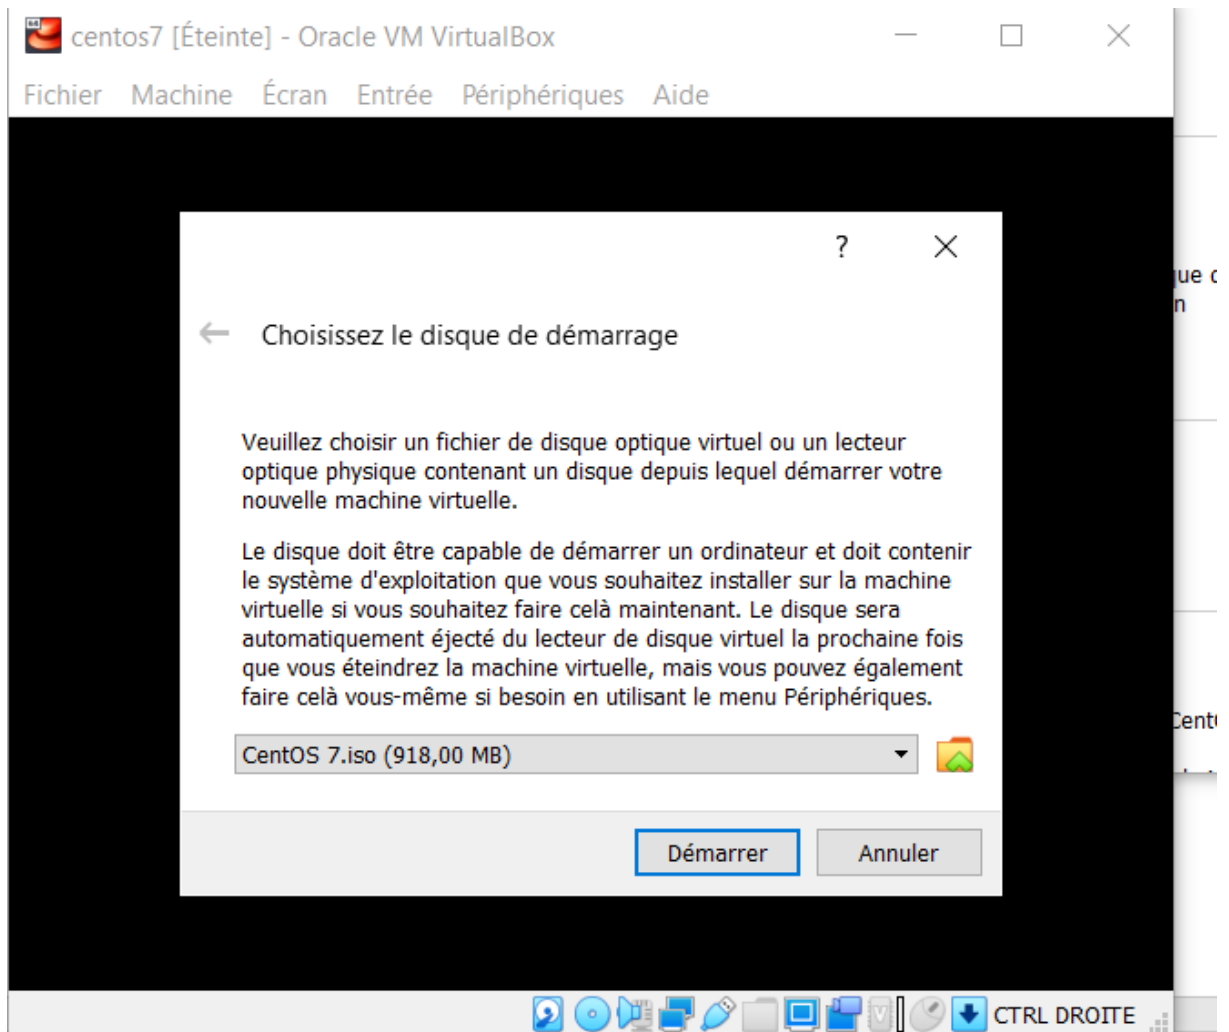 centos7 [Éteinte] - Oracle VM VirtualBox
Fichier Machine Écran Entrée Périphériques Aide
?
Choisissez le disque de démarrage
Veuillez choisir un fichier de disque optique virtuel ou un lecteur
optique physique contenant un disque depuis lequel démarrer votre
nouvelle machine virtuelle.
Le disque doit être capable de démarrer un ordinateur et doit contenir
le système d'exploitation que vous souhaitez installer sur la machine
virtuelle si vous souhaitez faire celà maintenant. Le disque sera
automatiquement éjecté du lecteur de disque virtuel la prochaine fois
que vous éteindrez la machine virtuelle, mais vous pouvez également
faire celà vous-même si besoin en utilisant le menu Périphériques.
CentOS 7.iso (918,00 MB)
Démarrer Annuler
CTRL DROITE